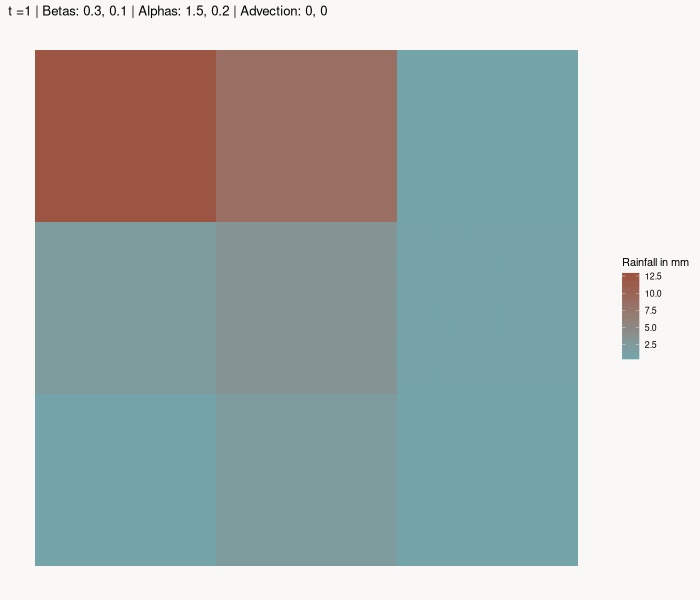 t =1 | Betas: 0.3, 0.1 | Alphas: 1.5, 0.2 | Advection: 0, 0
Rainfall in mm
12.5
10.0
7.5
5.0
2.5